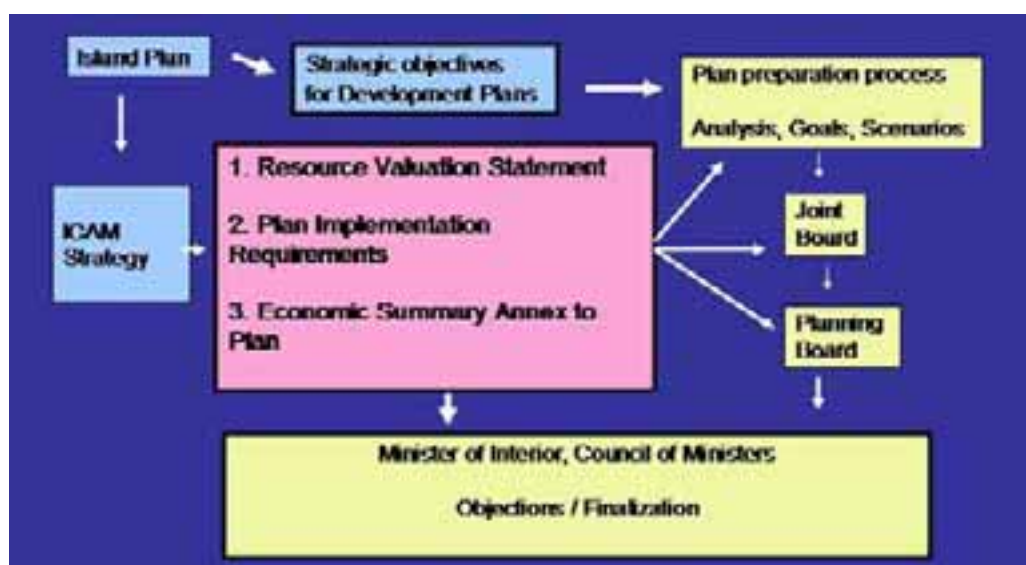 Island Plan
Strategic objectives
for Development Plans
Plan preparation process
Analysis, Goals, Scenarios
1. Resource Valuation Statement
2. Plan Implementation
Requirements
3. Economic Summary Annex to
Plan
ICAM
Strategy
Joint
Board
Planning
Board
Minister of Interior, Council of Ministers
Objections / Finalization